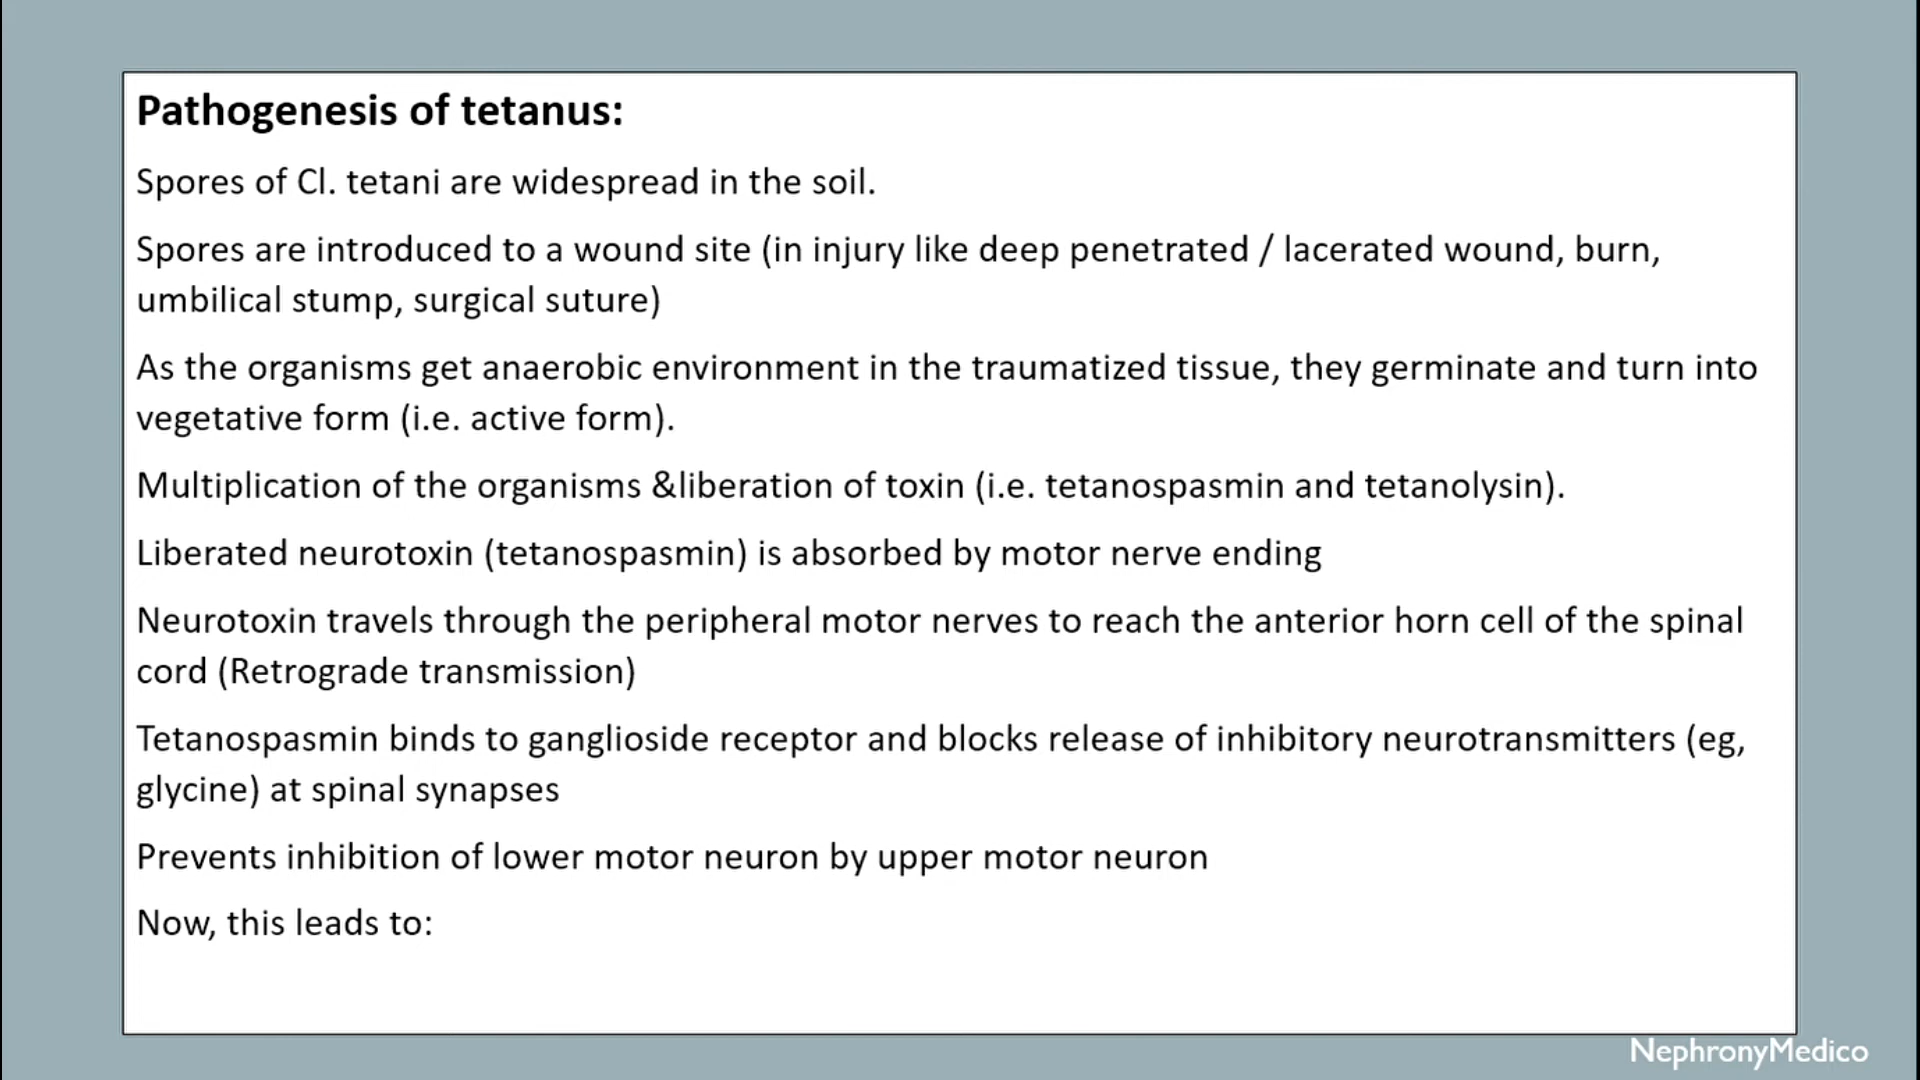 Pathogenesis of tetanus:
Spores of Cl. tetani are widespread in the soil.
Spores are introduced to a wound site (in injury like deep penetrated / lacerated wound, burn,
umbilical stump, surgical suture)
As the organisms get anaerobic environment in the traumatized tissue, they germinate and turn into
vegetative form (i.e. active form).
Multiplication of the organisms &liberation of toxin (i.e. tetanospasmin and tetanolysin).
Liberated neurotoxin (tetanospasmin) is absorbed by motor nerve ending
Neurotoxin travels through the peripheral motor nerves to reach the anterior horn cell of the spinal
cord (Retrograde transmission)
Tetanospasmin binds to ganglioside receptor and blocks release of inhibitory neurotransmitters (eg,
glycine) at spinal synapses
Prevents inhibition of lower motor neuron by upper motor neuron
Now, this leads to:
NephronyMedico